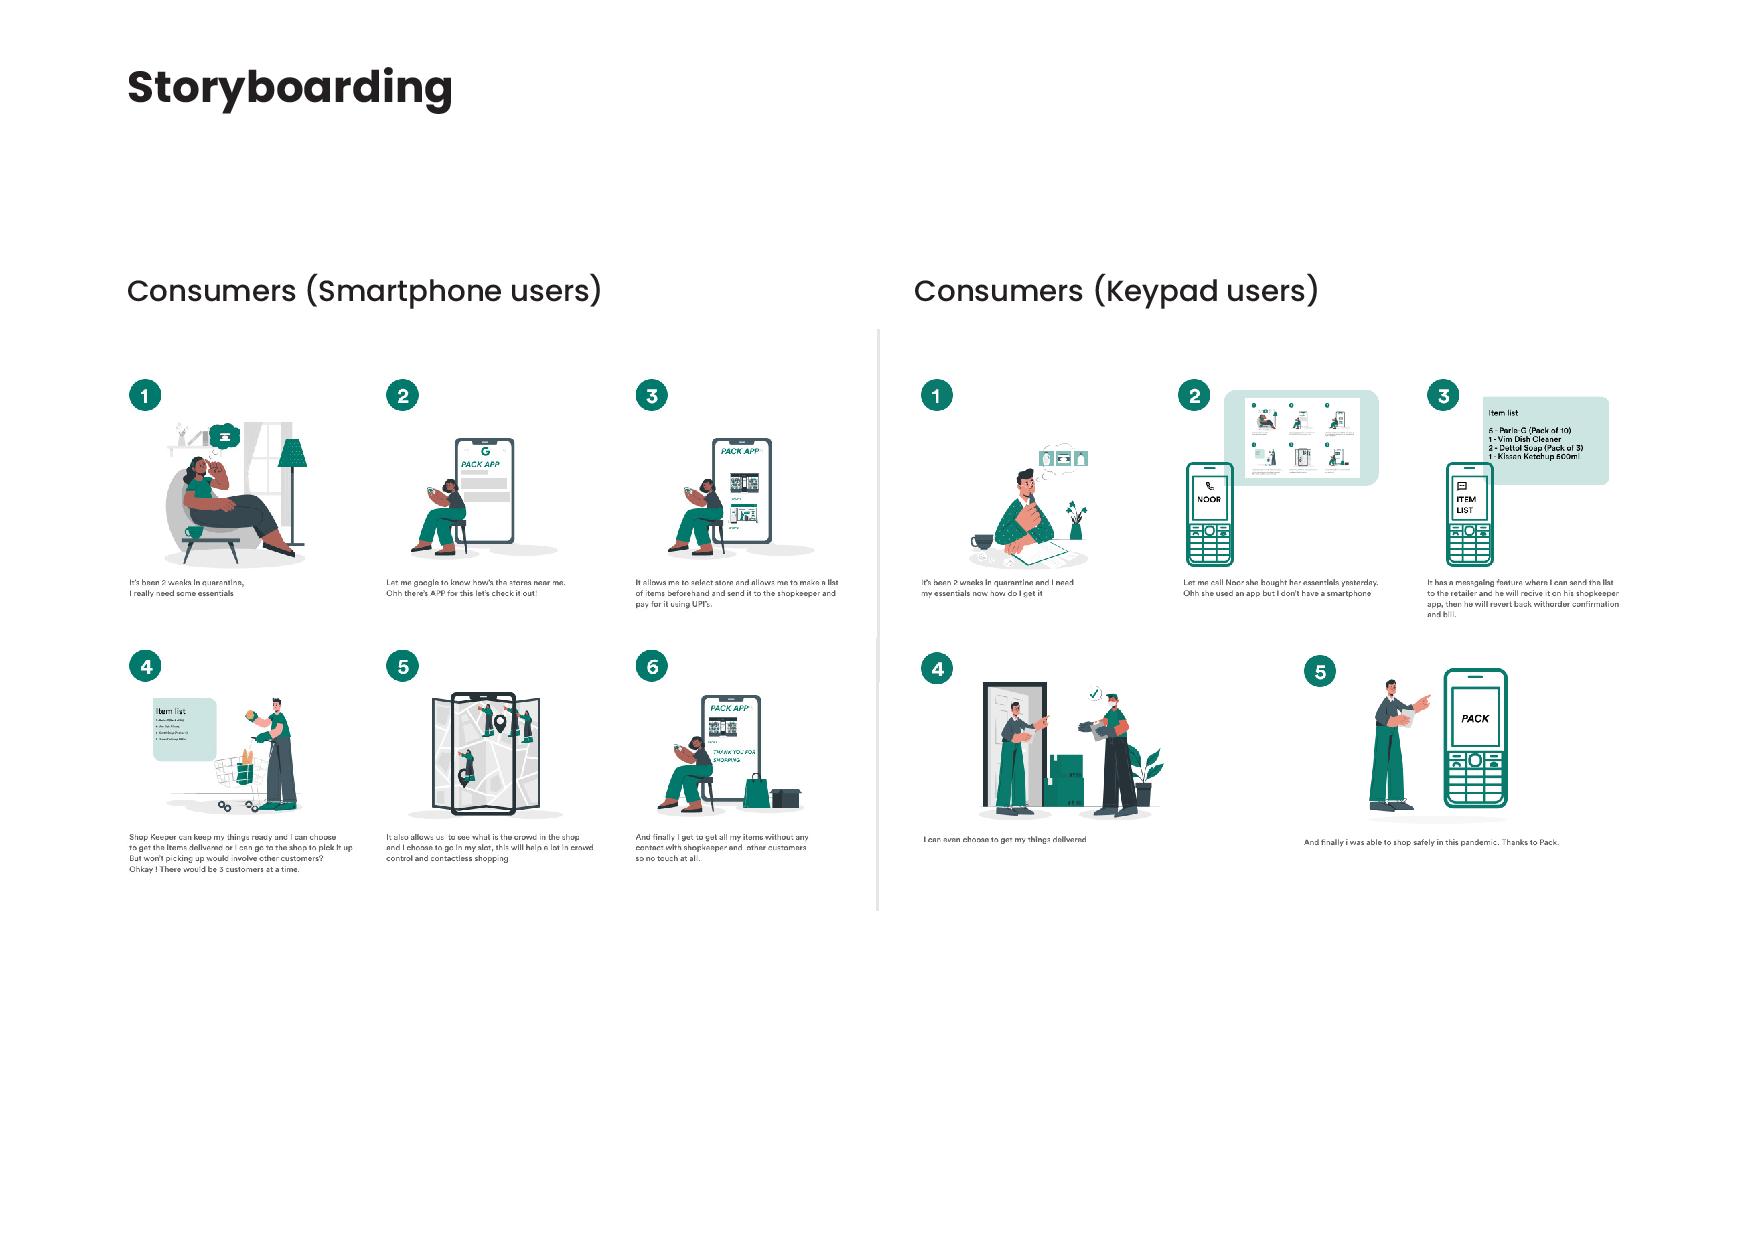 Storyboarding
Consumers (Smartphone users)
1
It's been 2 weeks in quarantine,
I really need some essentials
2
G
PACK APP
Let me google to know how's the stores near me.
Ohh there's APP for this let's check it out!
3
PACK APP
It allows me to select store and allows me to make a list
of items beforehand and send it to the shopkeeper and
pay for it using UPI's.
4
Item list
Shop Keeper can keep my things ready and I can choose
to get the items delivered or I can go to the shop to pick it up
But won't picking up would involve other customers?
Ohkay ! There would be 3 customers at a time.
5
It also allows us to see what is the crowd in the shop
and I choose to go in my slot, this will help a lot in crowd
control and contactless shopping
6
PACK APP
THANK YOU FOR
SHOPPING
And finally I get to get all my items without any
contact with shopkeeper and other customers
so no touch at all.
Consumers (Keypad users)
1
It's been 2 weeks in quarantine and I need
my essentials now how do I get it
2
NOOR
Let me call Noor she bought her essentials yesterday.
Ohh she used an app but I don't have a smartphone
3
Item list
5 - Parle-G (Pack of 10)
1 - Vim Dish Cleaner
2 - Dettol Soap (Pack of 3)
1 - Kissan Ketchup 500ml
ITEM
LIST
It has a mesgaing feature where I can send the list
to the retailer and he will recive it on his shopkeeper
app, then he will revert back withorder confirmation
and bill.
4
I can even choose to get my things delivered
5
PACK
And finally i was able to shop safely in this pandemic. Thanks to Pack.